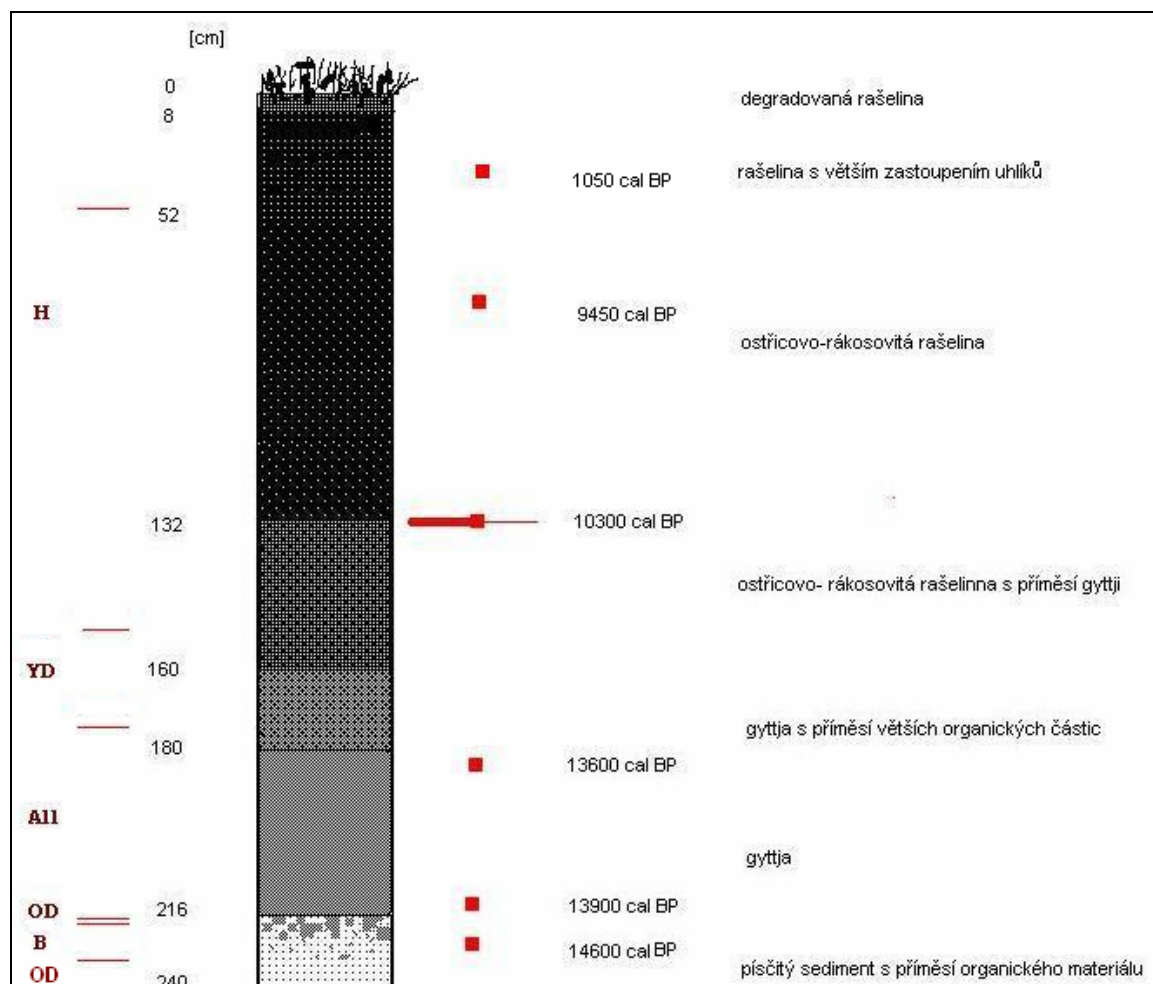 [cm]
0
degradovaná rašelina
8
1050 cal BP
rašelina s větším zastoupením uhlíků
52
H
9450 cal BP
ostřicovo-rákosovitá rašelina
132
10300 cal BP
ostřicovo- rákosovitá rašelinna s příměsí gyttji
YD
160
gyttja s příměsí větších organických částic
180
13600 cal BP
All
gyttja
OD
216
13900 cal BP
B
14600 cal BP
OD
240
písčitý sediment s příměsí organického materiálu